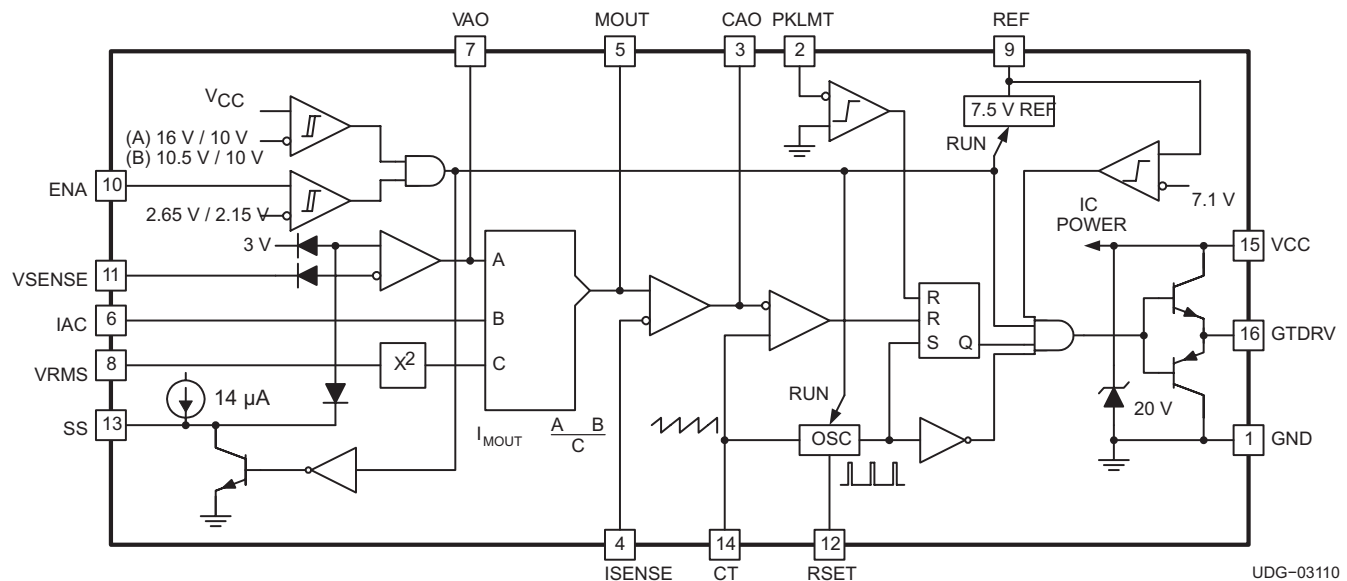 VAO MOUT CAO PKLMT REF
7 5 3 2 9
VCC
(A) 16 V / 10 V
(B) 10.5 V / 10 V
7.5 V REF
RUN
ENA 10
2.65 V / 2.15 V
7.1 V
IC
POWER
3 V
15 VCC
VSENSE 11
A
IAC 6
B
R
R
S Q
16 GTDRV
VRMS 8
X2
C
14 µA
RUN
20 V
SS 13
IMOUT A B
C
OSC
1 GND
4 14 12
ISENSE CT RSET
UDG−03110